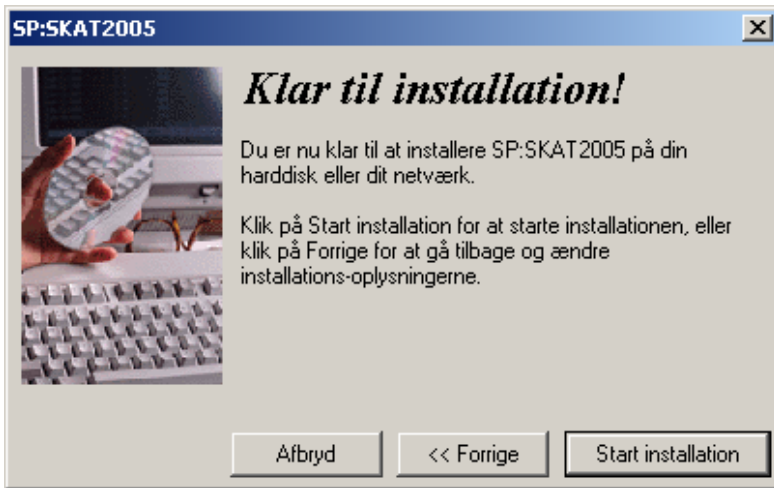 SP:SKAT2005
Klar til installation!
Du er nu klar til at installere SP:SKAT2005 på din
harddisk eller dit netværk.
Klik på Start installation for at starte installationen, eller
klik på Forrige for at gå tilbage og ændre
installations-oplysningerne.
Afbryd
<< Forrige
Start installation